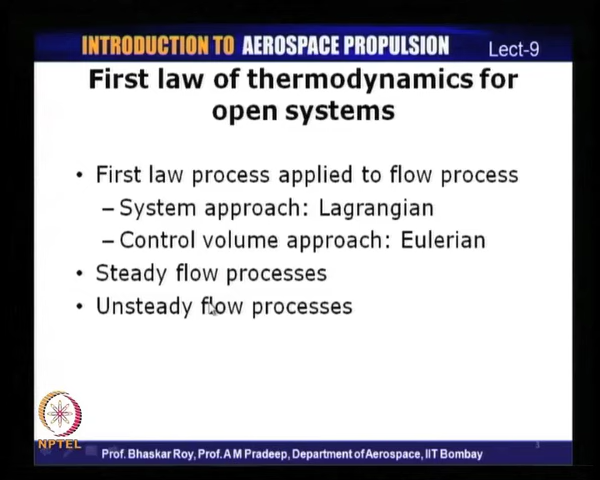 INTRODUCTION TO AEROSPACE PROPULSION
Lect-9
First law of thermodynamics for
open systems
• First law process applied to flow process
– System approach: Lagrangian
– Control volume approach: Eulerian
• Steady flow processes
• Unsteady flow processes
NPTEL
3
Prof. Bhaskar Roy, Prof. A M Pradeep, Department of Aerospace, IIT Bombay